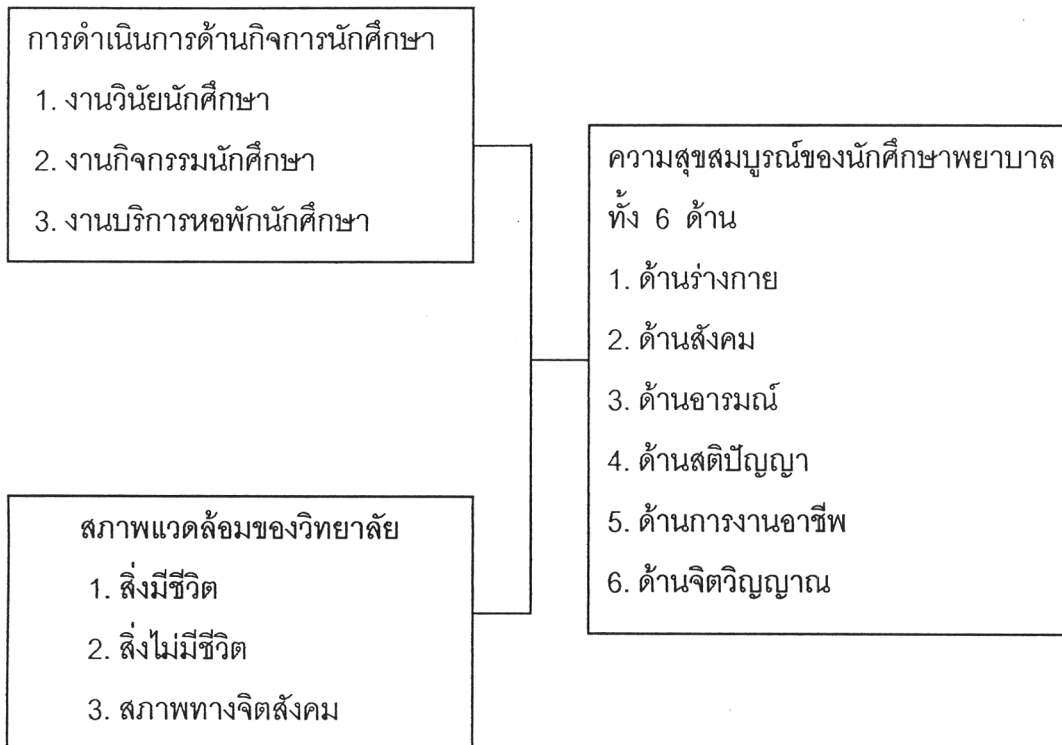 การดำเนินการด้านกิจการนักศึกษา
1. งานวินัยนักศึกษา
2. งานกิจกรรมนักศึกษา
3. งานบริการหอพักนักศึกษา
ความสุขสมบูรณ์ของนักศึกษาพยาบาล
ทั้ง 6 ด้าน
1. ด้านร่างกาย
2. ด้านสังคม
3. ด้านอารมณ์
4. ด้านสติปัญญา
5. ด้านการงานอาชีพ
6. ด้านจิตวิญญาณ
สภาพแวดล้อมของวิทยาลัย
1. สิ่งมีชีวิต
2. สิ่งไม่มีชีวิต
3. สภาพทางจิตสังคม